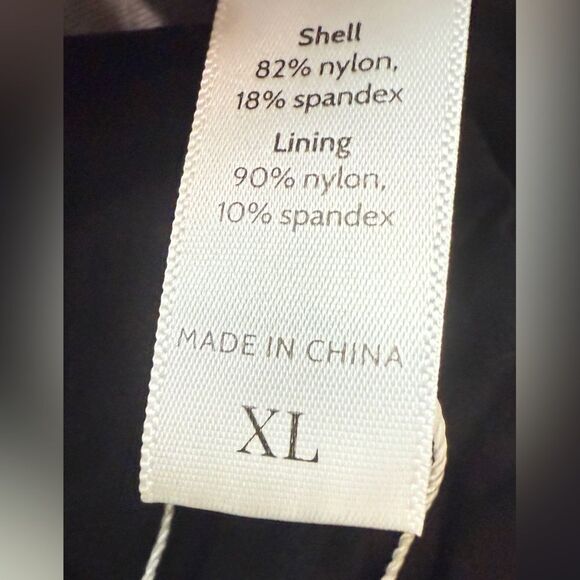 Shell
82% nylon,
18% spandex
Lining
90% nylon,
10% spandex
MADE IN CHINA
XL